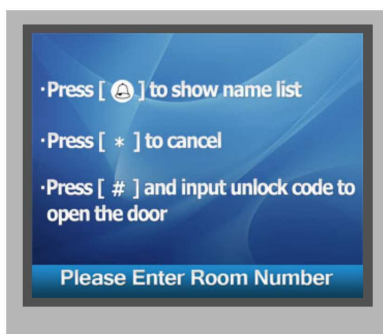 ·Press [ 🔔 ] to show name list
·Press [ * ] to cancel
·Press [ # ] and input unlock code to
open the door
Please Enter Room Number